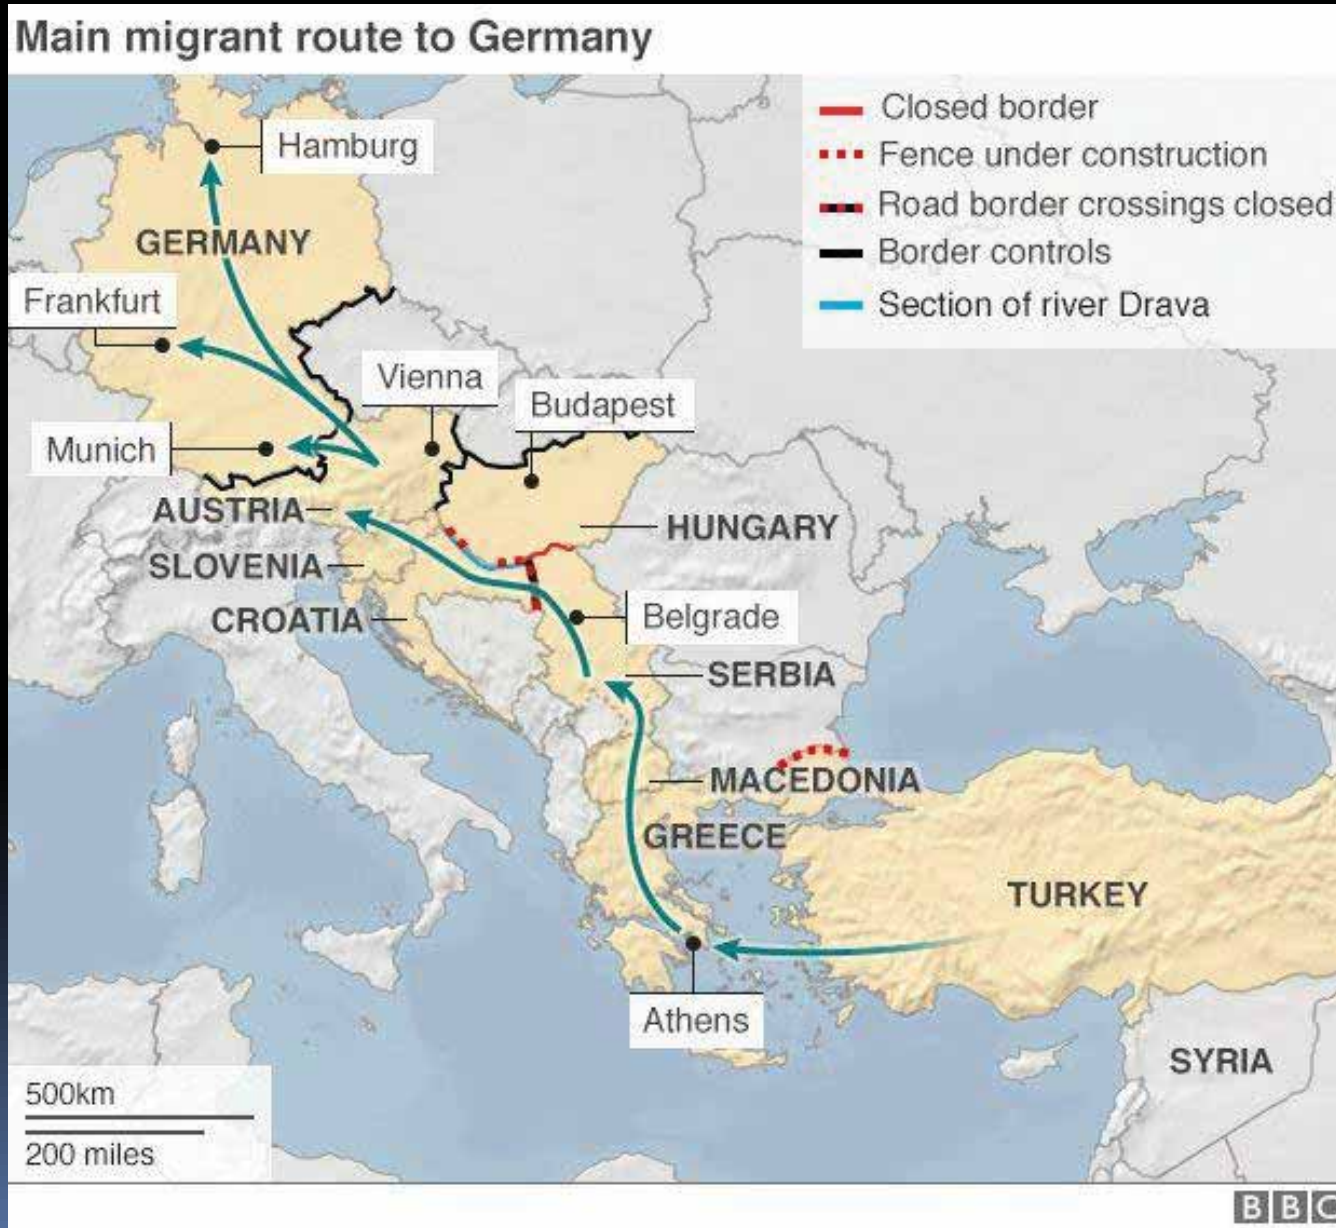 Main migrant route to Germany
Closed border
Fence under construction
Road border crossings closed
Border controls
Section of river Drava
Hamburg
GERMANY
Frankfurt
Vienna
Budapest
Munich
AUSTRIA
HUNGARY
SLOVENIA
CROATIA
Belgrade
SERBIA
MACEDONIA
GREECE
TURKEY
Athens
SYRIA
500km
200 miles
BBC